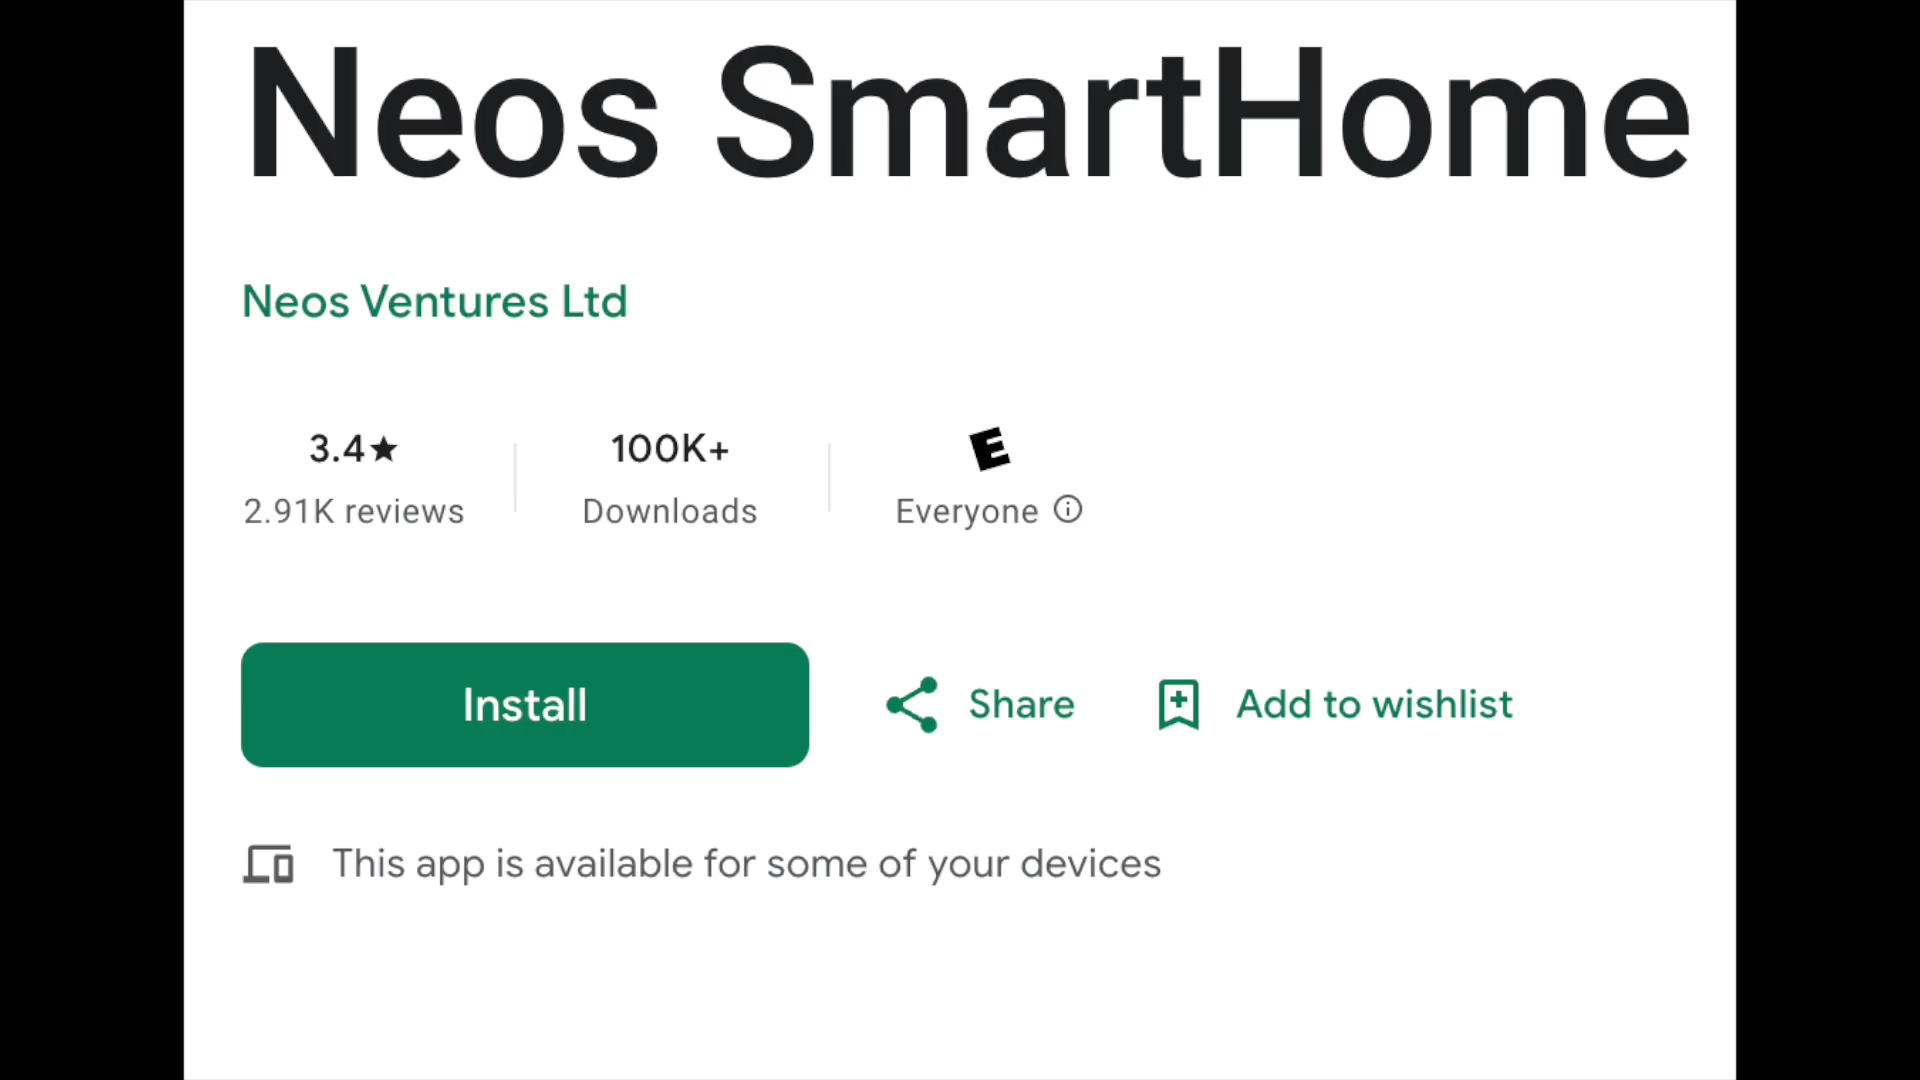 Neos SmartHome
Neos Ventures Ltd
3.4★ 100K+ E
2.91K reviews Downloads Everyone
Install Share Add to wishlist
This app is available for some of your devices